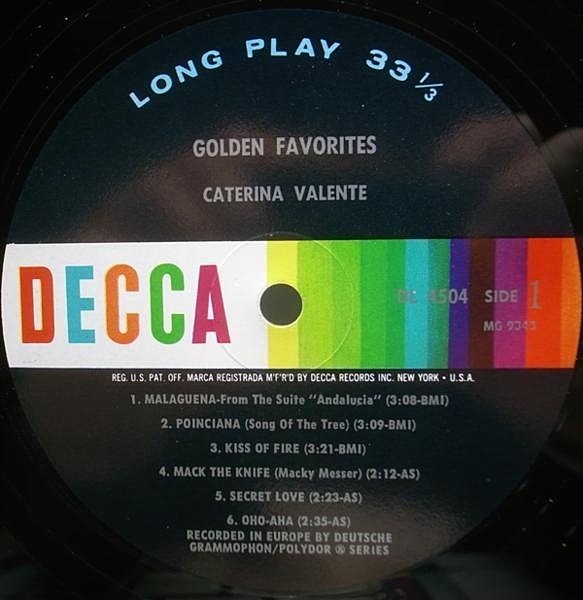 LONG PLAY 33 1/3
GOLDEN FAVORITES
CATERINA VALENTE
DECCA
DL 4504 SIDE 1
MG 9343
REG. U.S. PAT. OFF. MARCA REGISTRADA M'F'R'D BY DECCA RECORDS INC. NEW YORK • U.S.A.
1. MALAGUENA-From The Suite "Andalucia" (3:08-BMI)
2. POINCIANA (Song Of The Tree) (3:09-BMI)
3. KISS OF FIRE (3:21-BMI)
4. MACK THE KNIFE (Macky Messer) (2:12-AS)
5. SECRET LOVE (2:23-AS)
6. OHO-AHA (2:35-AS)
RECORDED IN EUROPE BY DEUTSCHE
GRAMMOPHON/POLYDOR ® SERIES